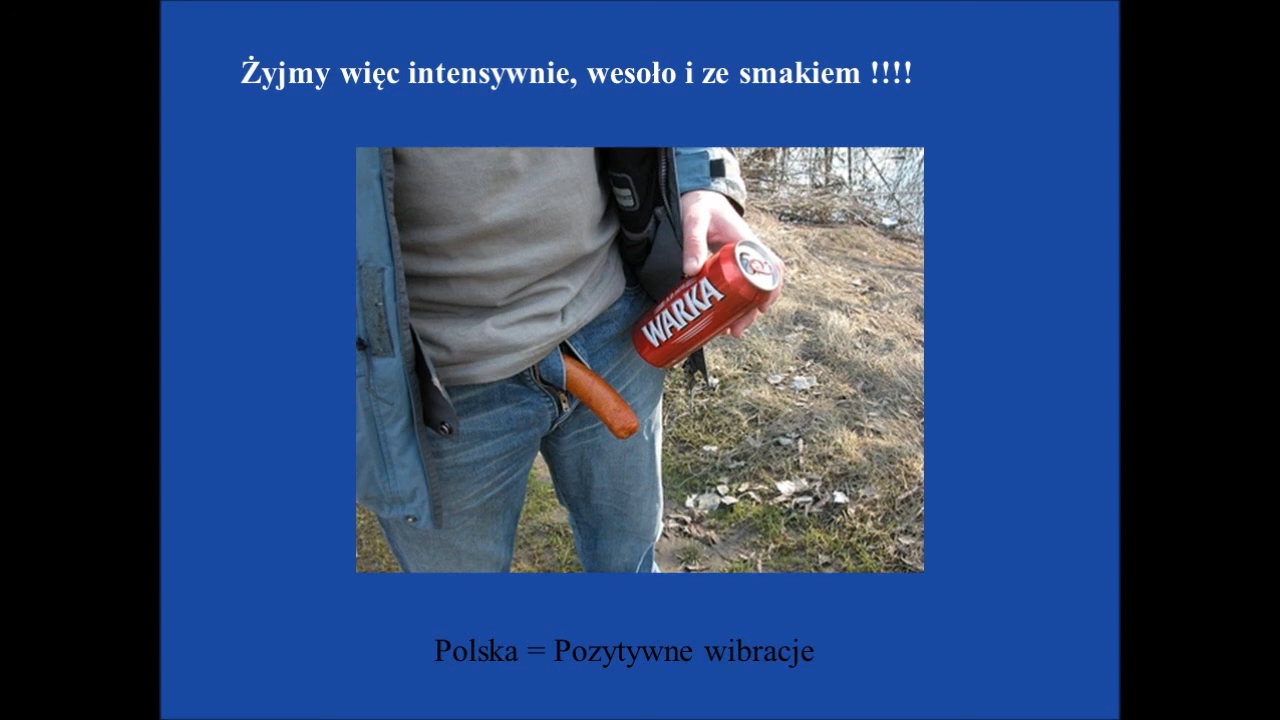 Żyjmy więc intensywnie, wesoło i ze smakiem !!!!
WARKA
Polska = Pozytywne wibracje